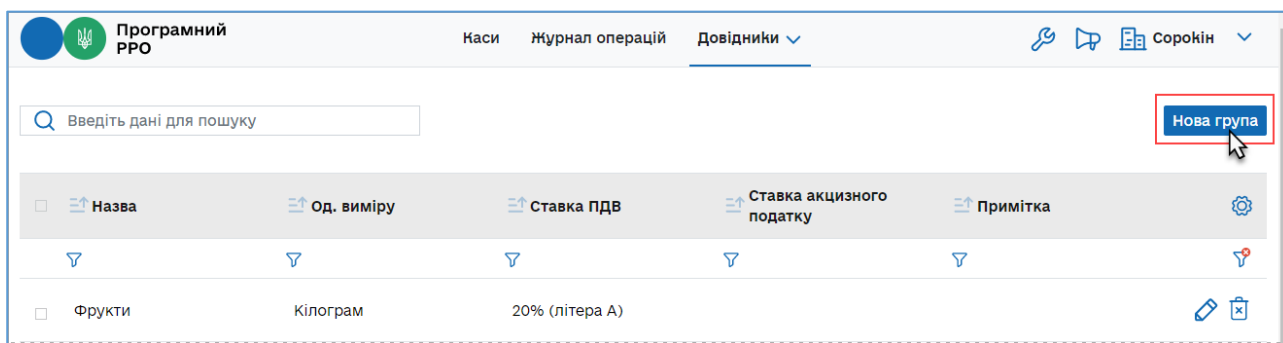 Програмний
РРО
Каси Журнал операцій Довідники Сорокін
Введіть дані для пошуку
Нова група
Назва Од. виміру Ставка ПДВ Ставка акцизного
податку Примітка
Фрукти Кілограм 20% (літера А)